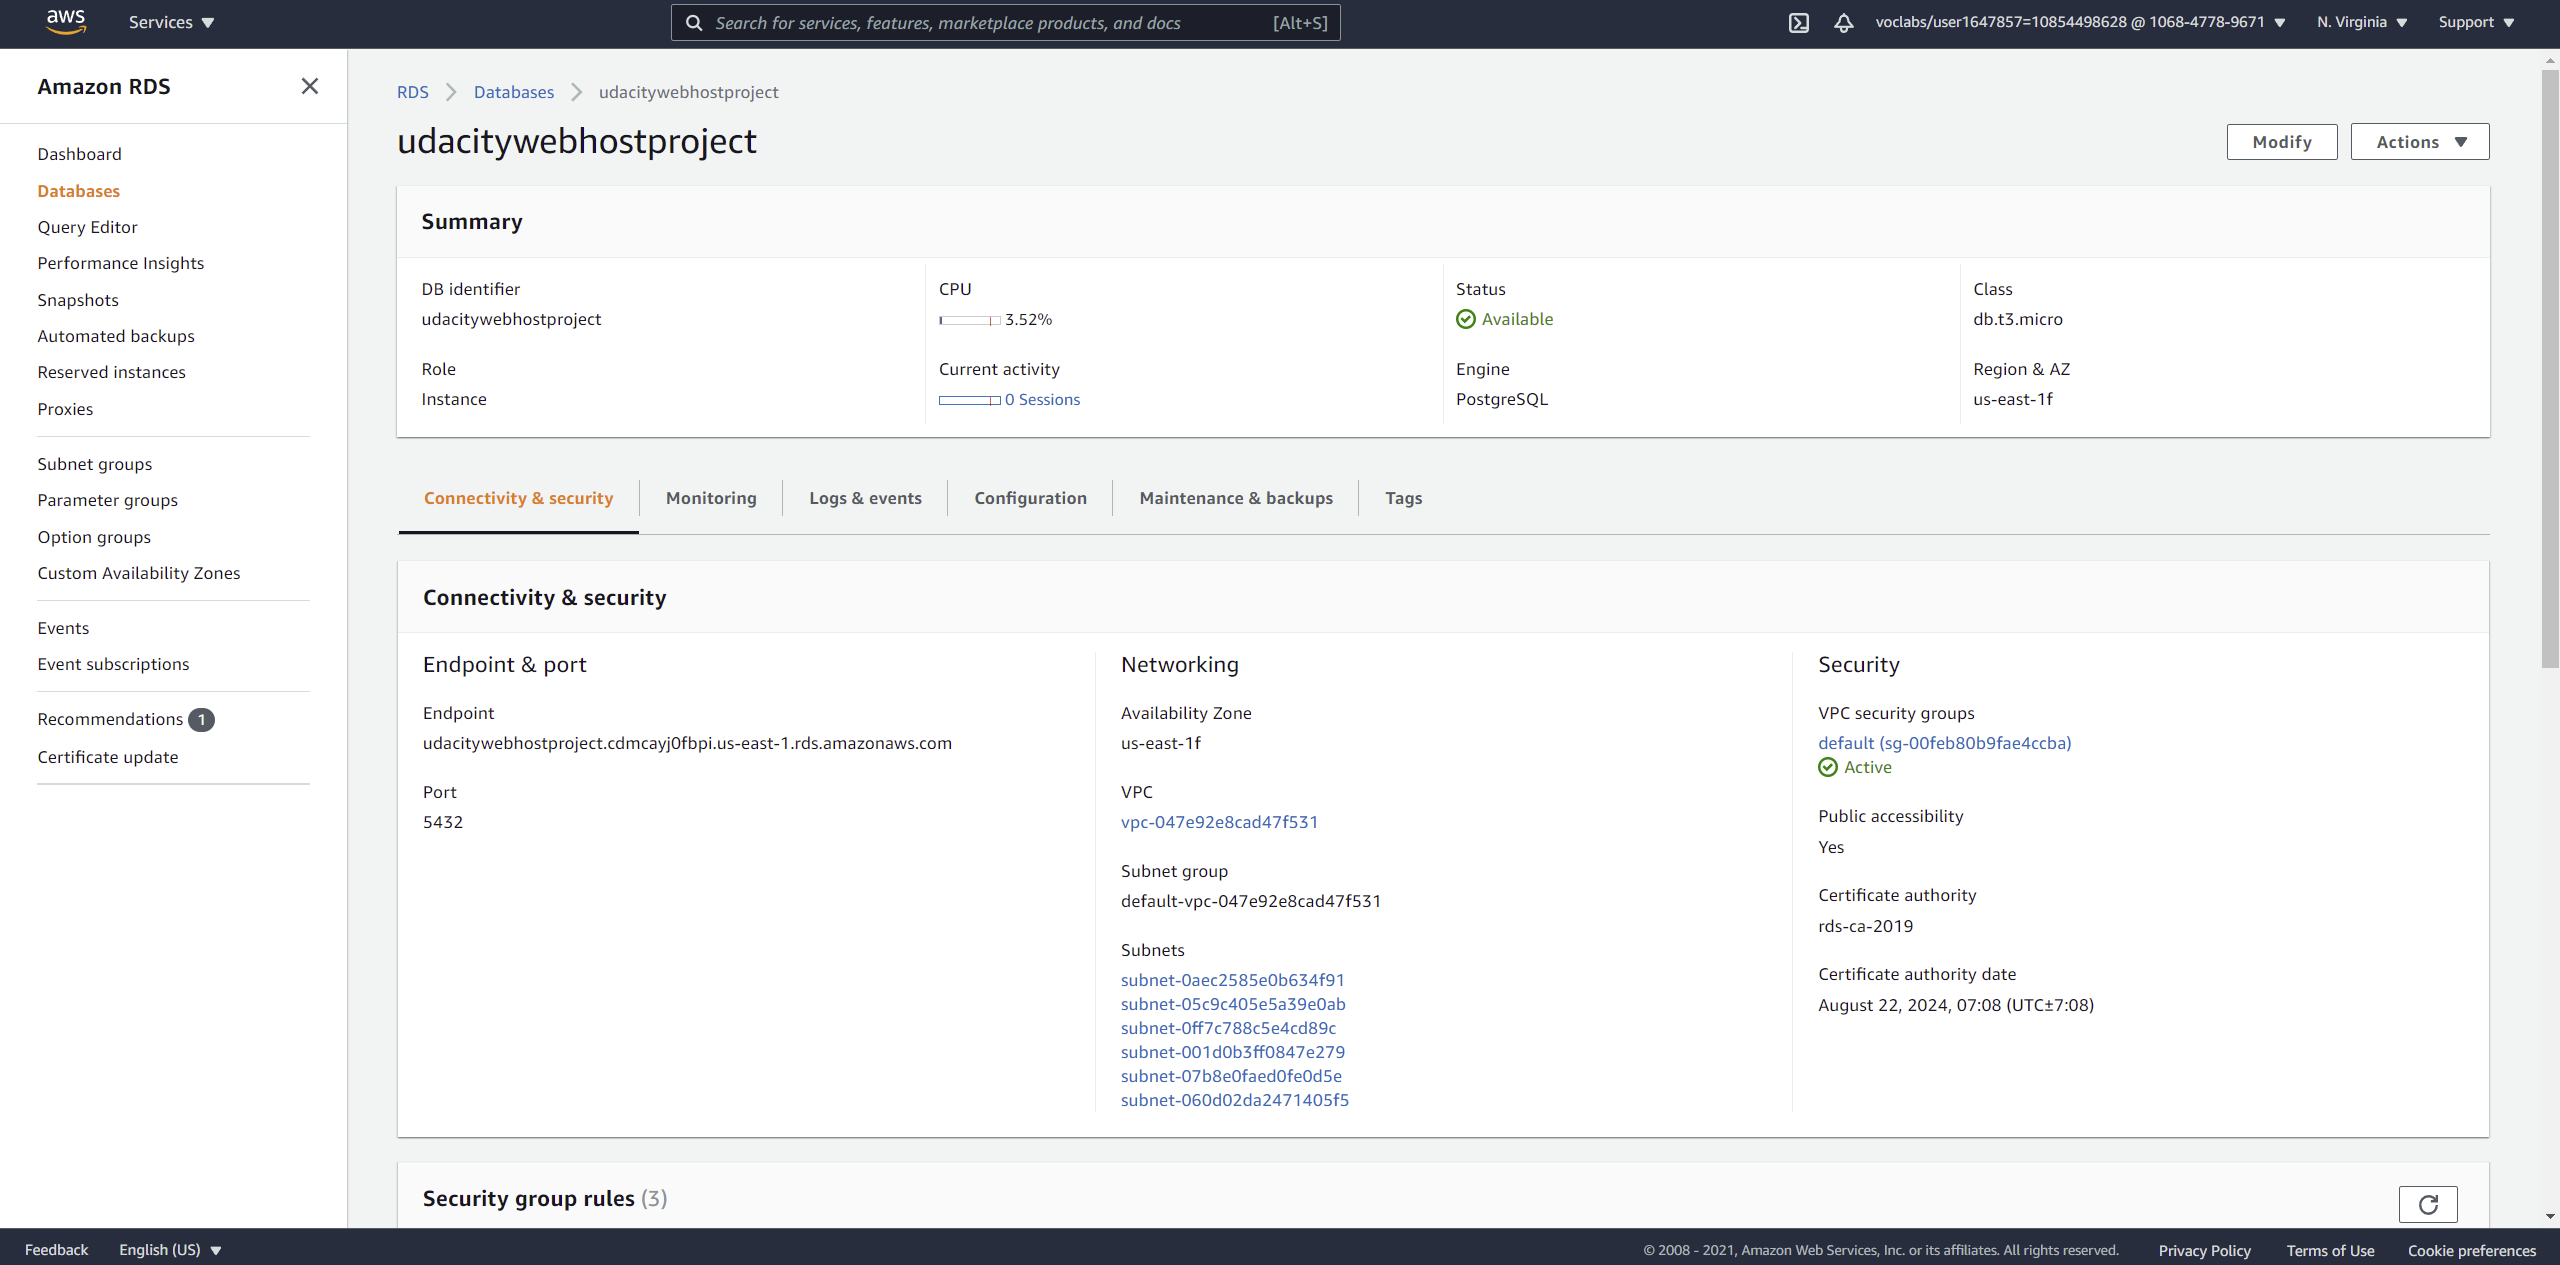 aws
Services
Search for services, features, marketplace products, and docs [Alt+S]
voclabs/user1647857=10854498628 @ 1068-4778-9671
N. Virginia
Support
Amazon RDS
Dashboard
Databases
Query Editor
Performance Insights
Snapshots
Automated backups
Reserved instances
Proxies
Subnet groups
Parameter groups
Option groups
Custom Availability Zones
Events
Event subscriptions
Recommendations 1
Certificate update
RDS Databases udacitywebhostproject
udacitywebhostproject
Modify
Actions
Summary
DB identifier
udacitywebhostproject
CPU
3.52%
Status
Available
Class
db.t3.micro
Role
Instance
Current activity
0 Sessions
Engine
PostgreSQL
Region & AZ
us-east-1f
Connectivity & security
Monitoring
Logs & events
Configuration
Maintenance & backups
Tags
Connectivity & security
Endpoint & port
Endpoint
udacitywebhostproject.cdmcayj0fbpi.us-east-1.rds.amazonaws.com
Port
5432
Networking
Availability Zone
us-east-1f
VPC
vpc-047e92e8cad47f531
Subnet group
default-vpc-047e92e8cad47f531
Subnets
subnet-0aec2585e0b634f91
subnet-05c9c405e5a39e0ab
subnet-0ff7c788c5e4cd89c
subnet-001d0b3ff0847e279
subnet-07b8e0faed0fe0d5e
subnet-060d02da2471405f5
Security
VPC security groups
default (sg-00feb80b9fae4ccba)
Active
Public accessibility
Yes
Certificate authority
rds-ca-2019
Certificate authority date
August 22, 2024, 07:08 (UTC±7:08)
Security group rules (3)
Feedback
English (US)
© 2008 - 2021, Amazon Web Services, Inc. or its affiliates. All rights reserved.
Privacy Policy
Terms of Use
Cookie preferences